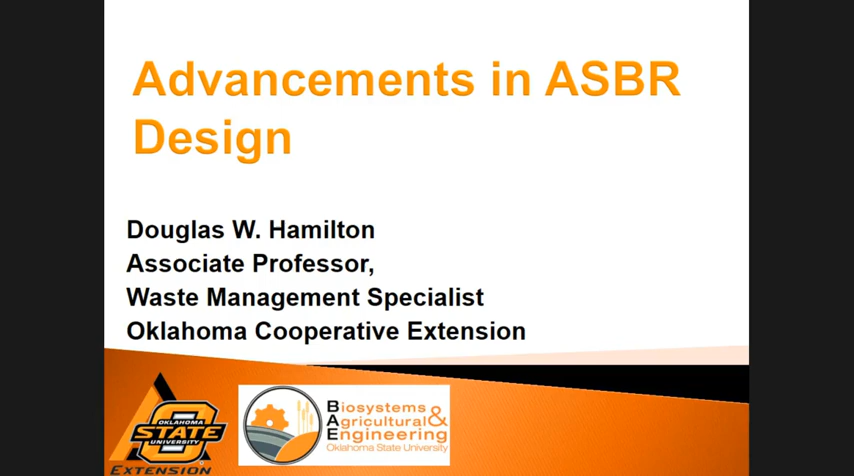 Advancements in ASBR
Design
Douglas W. Hamilton
Associate Professor,
Waste Management Specialist
Oklahoma Cooperative Extension
OKLAHOMA
STATE
UNIVERSITY
EXTENSION
Biosystems
Agricultural &
Engineering
Oklahoma State University